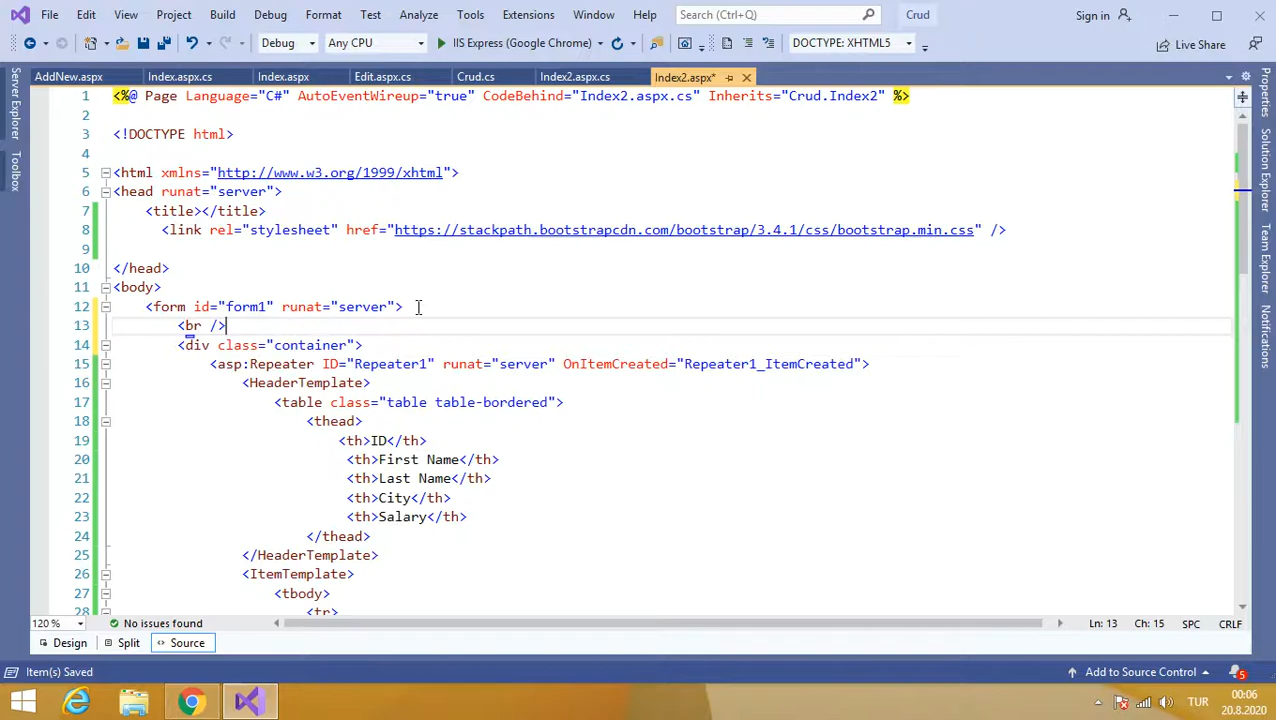 File Edit View Project Build Debug Format Test Analyze Tools Extensions Window Help Search (Ctrl+Q) Crud Sign in
Debug Any CPU IIS Express (Google Chrome) DOCTYPE: XHTML5 Live Share
AddNew.aspx Index.aspx.cs Index.aspx Edit.aspx.cs Crud.cs Index2.aspx.cs Index2.aspx*
Server Explorer
Toolbox
1 <%@ Page Language="C#" AutoEventWireup="true" CodeBehind="Index2.aspx.cs" Inherits="Crud.Index2" %>
2
3 <!DOCTYPE html>
4
5 <html xmlns="http://www.w3.org/1999/xhtml">
6 <head runat="server">
7 <title></title>
8 <link rel="stylesheet" href="https://stackpath.bootstrapcdn.com/bootstrap/3.4.1/css/bootstrap.min.css" />
9
10 </head>
11 <body>
12 <form id="form1" runat="server">
13 <br />
14 <div class="container">
15 <asp:Repeater ID="Repeater1" runat="server" OnItemCreated="Repeater1_ItemCreated">
16 <HeaderTemplate>
17 <table class="table table-bordered">
18 <thead>
19 <th>ID</th>
20 <th>First Name</th>
21 <th>Last Name</th>
22 <th>City</th>
23 <th>Salary</th>
24 </thead>
25 </HeaderTemplate>
26 <ItemTemplate>
27 <tbody>
28 <tr>
Properties
Solution Explorer
Team Explorer
120 % No issues found Ln: 13 Ch: 15 SPC CRLF
Design Split Source
Item(s) Saved Add to Source Control 5
TUR
00:06
20.8.2020